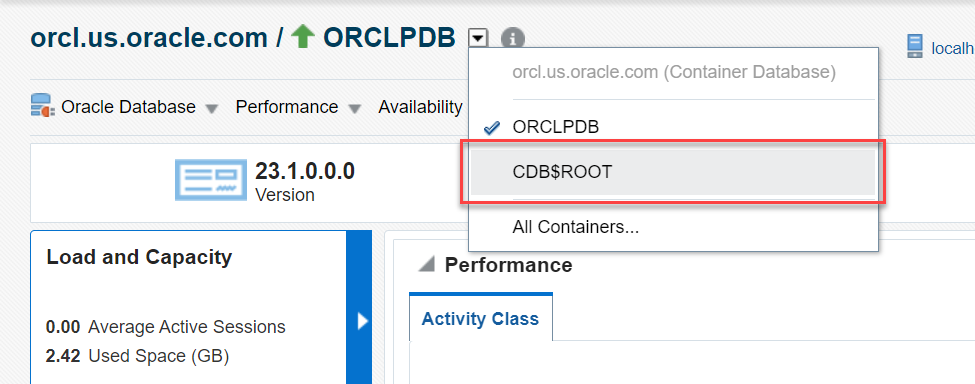 orcl.us.oracle.com / ORCLPDB
localh
orcl.us.oracle.com (Container Database)
Oracle Database Performance Availability
ORCLPDB
CDB$ROOT
All Containers...
23.1.0.0.0
Version
Load and Capacity
0.00 Average Active Sessions
2.42 Used Space (GB)
Performance
Activity Class